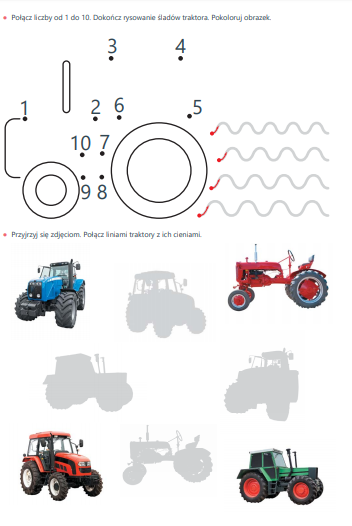 Połącz liczby od 1 do 10. Dokończ rysowanie śladów traktora. Pokoloruj obrazek.
3 4
1 2 6 5
10 7
9 8
Przyjrzyj się zdjęciom. Połącz liniami traktory z ich cieniami.